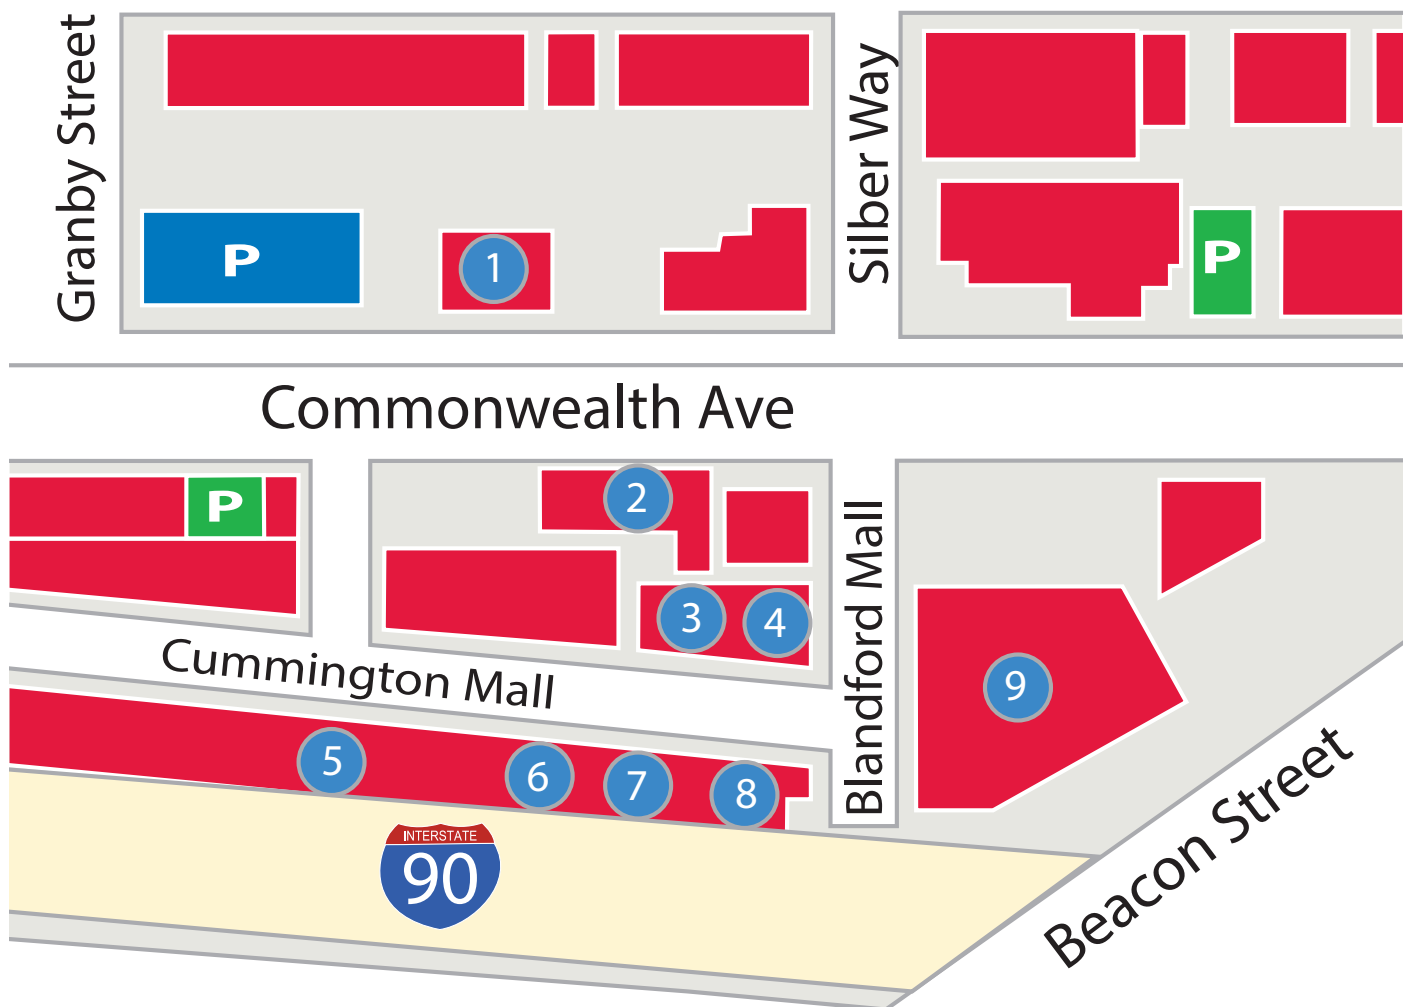 Granby Street
Silber Way
P
1
P
Commonwealth Ave
P
2
3
4
Blandford Mall
Cummington Mall
5
6
7
8
9
INTERSTATE
90
Beacon Street